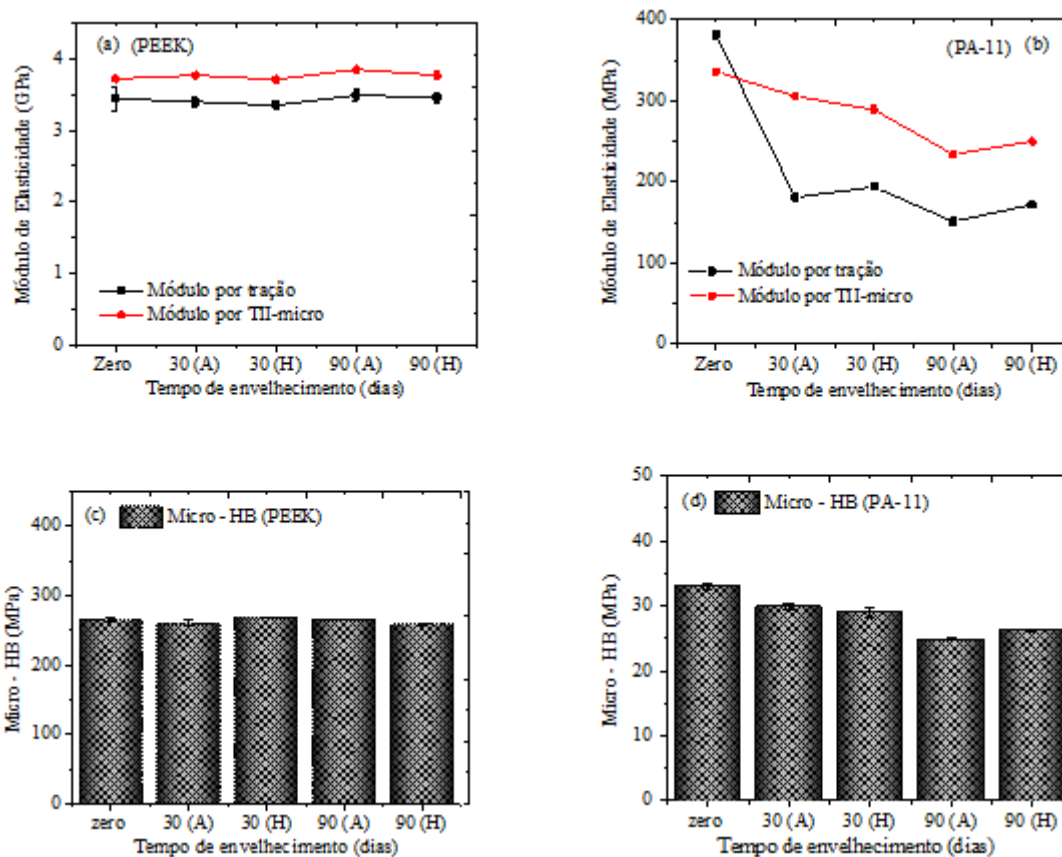 (a) (PEEK)
Módulo de Elasticidade (GPa)
4
3
2
1
0
Módulo por tração
Módulo por TII-micro
Zero 30 (A) 30 (H) 90 (A) 90 (H)
Tempo de envelhecimento (dias)
(PA-11) (b)
Módulo de Elasticidade (MPa)
400
300
200
100
0
Módulo por tração
Módulo por TII-micro
Zero 30 (A) 30 (H) 90 (A) 90 (H)
Tempo de envelhecimento (dias)
(c) Micro - HB (PEEK)
Micro - HB (MPa)
400
300
200
100
0
zero 30 (A) 30 (H) 90 (A) 90 (H)
Tempo de envelhecimento (dias)
(d) Micro - HB (PA-11)
Micro - HB (MPa)
50
40
30
20
10
0
zero 30 (A) 30 (H) 90 (A) 90 (H)
Tempo de envelhecimento (dias)